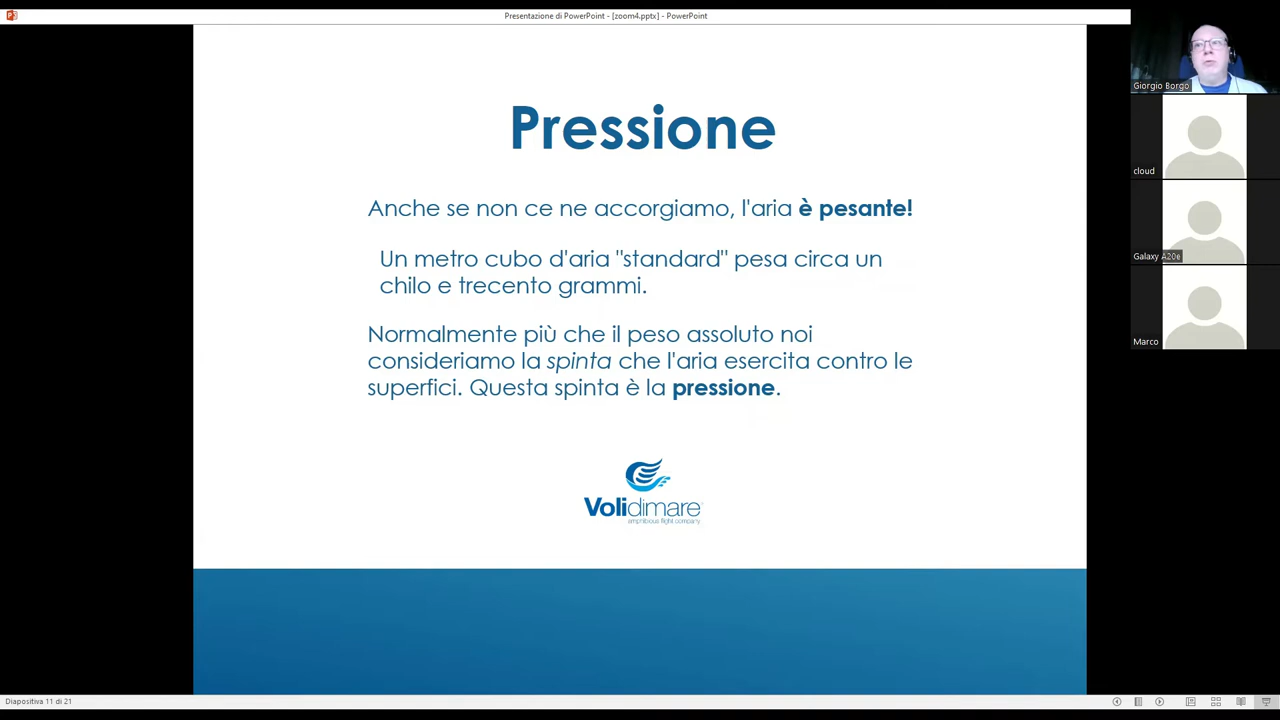 Presentazione di PowerPoint - [zoom4.pptx] - PowerPoint
Pressione
Anche se non ce ne accorgiamo, l'aria è pesante!
Un metro cubo d'aria "standard" pesa circa un
chilo e trecento grammi.
Normalmente più che il peso assoluto noi
consideriamo la spinta che l'aria esercita contro le
superfici. Questa spinta è la pressione.
Volidimare
amphibious flight company
Giorgio Borgo
cloud
Galaxy A20e
Marco
Diapositiva 11 di 21